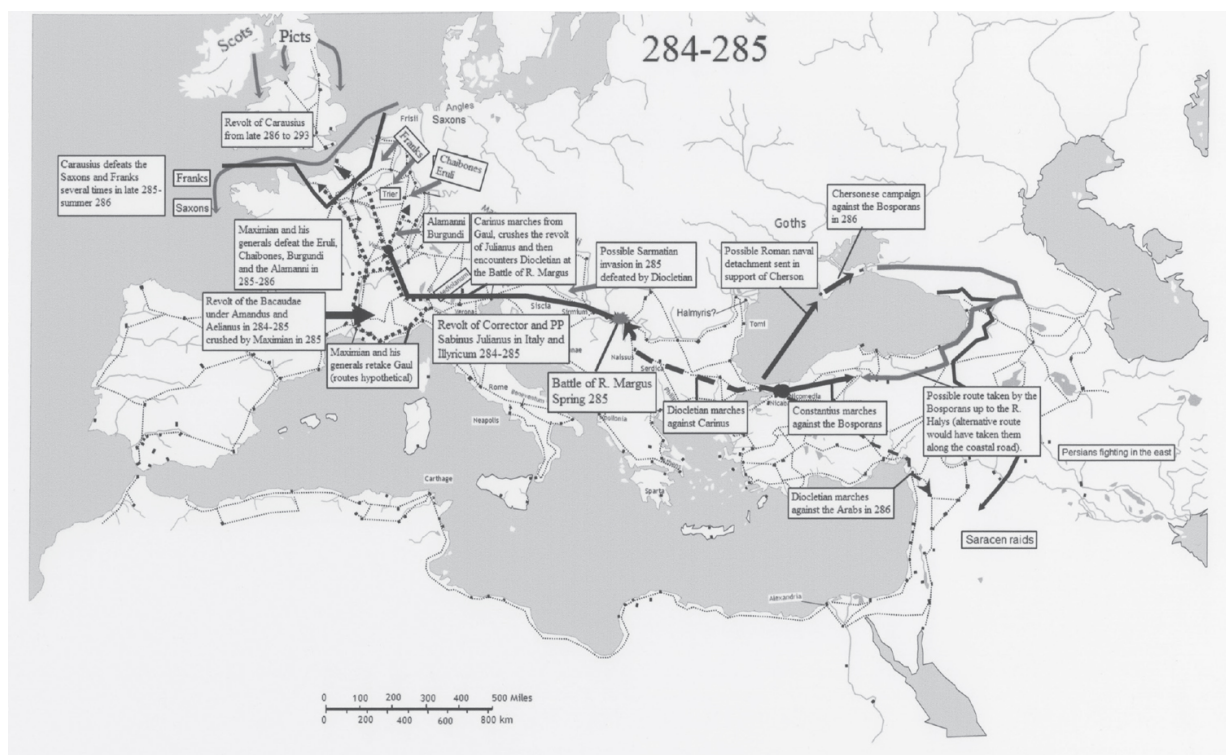 284-285
Scots
Picts
Revolt of Carausius
from late 286 to 293
Angles
Saxons
Frisii
Franks
Chaibones
Eruli
Carausius defeats the
Saxons and Franks
several times in late 285-
summer 286
Franks
Saxons
Trier
Maximian and his
generals defeat the Eruli,
Chaibones, Burgundi
and the Alamanni in
285-286
Alamanni
Burgundi
Carinus marches from
Gaul, crushes the revolt
of Julianus and then
encounters Diocletian at
the Battle of R. Margus
Possible Sarmatian
invasion in 285
defeated by Diocletian
Goths
Chersonese campaign
against the Bosporans
in 286
Possible Roman naval
detachment sent in
support of Cherson
Revolt of the Bacaudae
under Amandus and
Aelianus in 284-285
crushed by Maximian in 285
Verona
Siscia
Sirmium
Halmyris?
Tomi
Maximian and his
generals retake Gaul
(routes hypothetical)
Revolt of Corrector and PP
Sabinus Julianus in Italy and
Illyricum 284-285
Naissus
Sardica
Rome
Beneventum
Neapolis
Battle of R. Margus
Spring 285
Diocletian marches
against Carinus
Nicomedia
Constantius marches
against the Bosporans
Possible route taken by the
Bosporans up to the R.
Halys (alternative route
would have taken them
along the coastal road).
Persians fighting in the east
Carthage
Sparta
Diocletian marches
against the Arabs in 286
Saracen raids
Alexandria
0 100 200 300 400 500 Miles
0 200 400 600 800 km